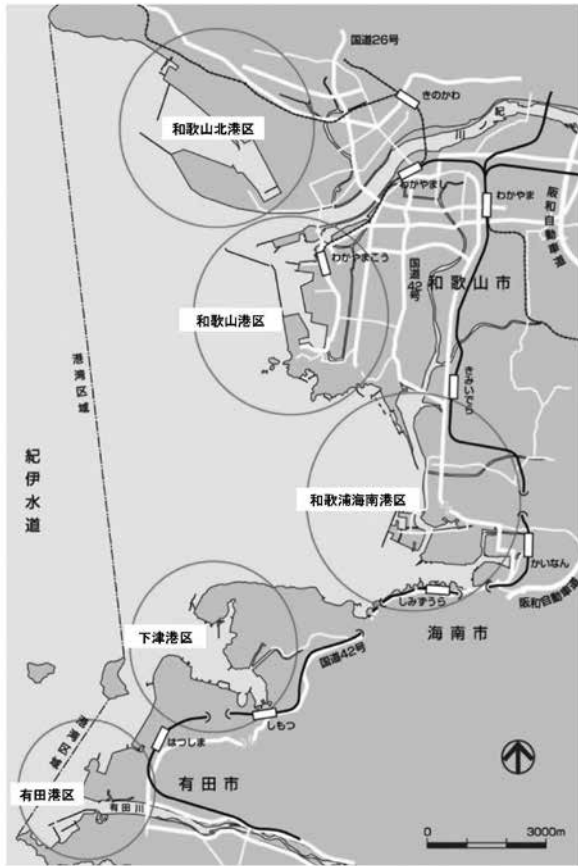 国道26号
きのかわ
和歌山北港区
紀ノ川
わかやまし
わかやま
阪和自動車道
わかやまこう
国道42号
和歌山市
和歌山港区
港湾区域
きみいでら
紀伊水道
和歌浦海南港区
かいなん
しみずうら
阪和自動車道
海南市
下津港区
国道42号
しもつ
港湾区域
はつしま
有田市
有田港区
有田川
0
3000m